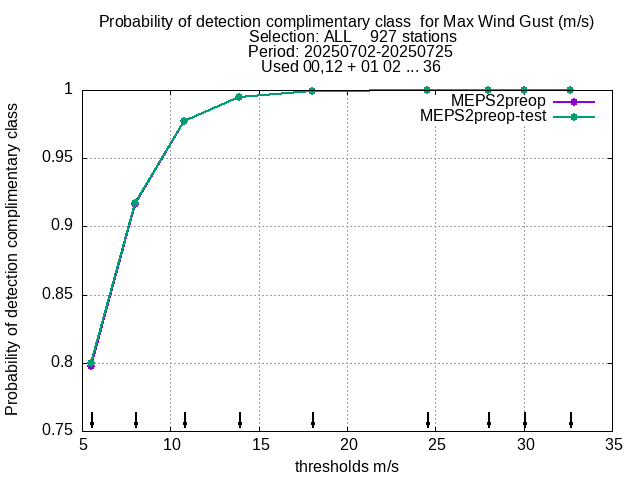 Probability of detection complimentary class  for Max Wind Gust (m/s)
Selection: ALL    927 stations
Period: 20250702-20250725
Used 00,12 + 01 02 ... 36
MEPS2preop
MEPS2preop-test
Probability of detection complimentary class
1
0.95
0.9
0.85
0.8
0.75
5 10 15 20 25 30 35
thresholds m/s